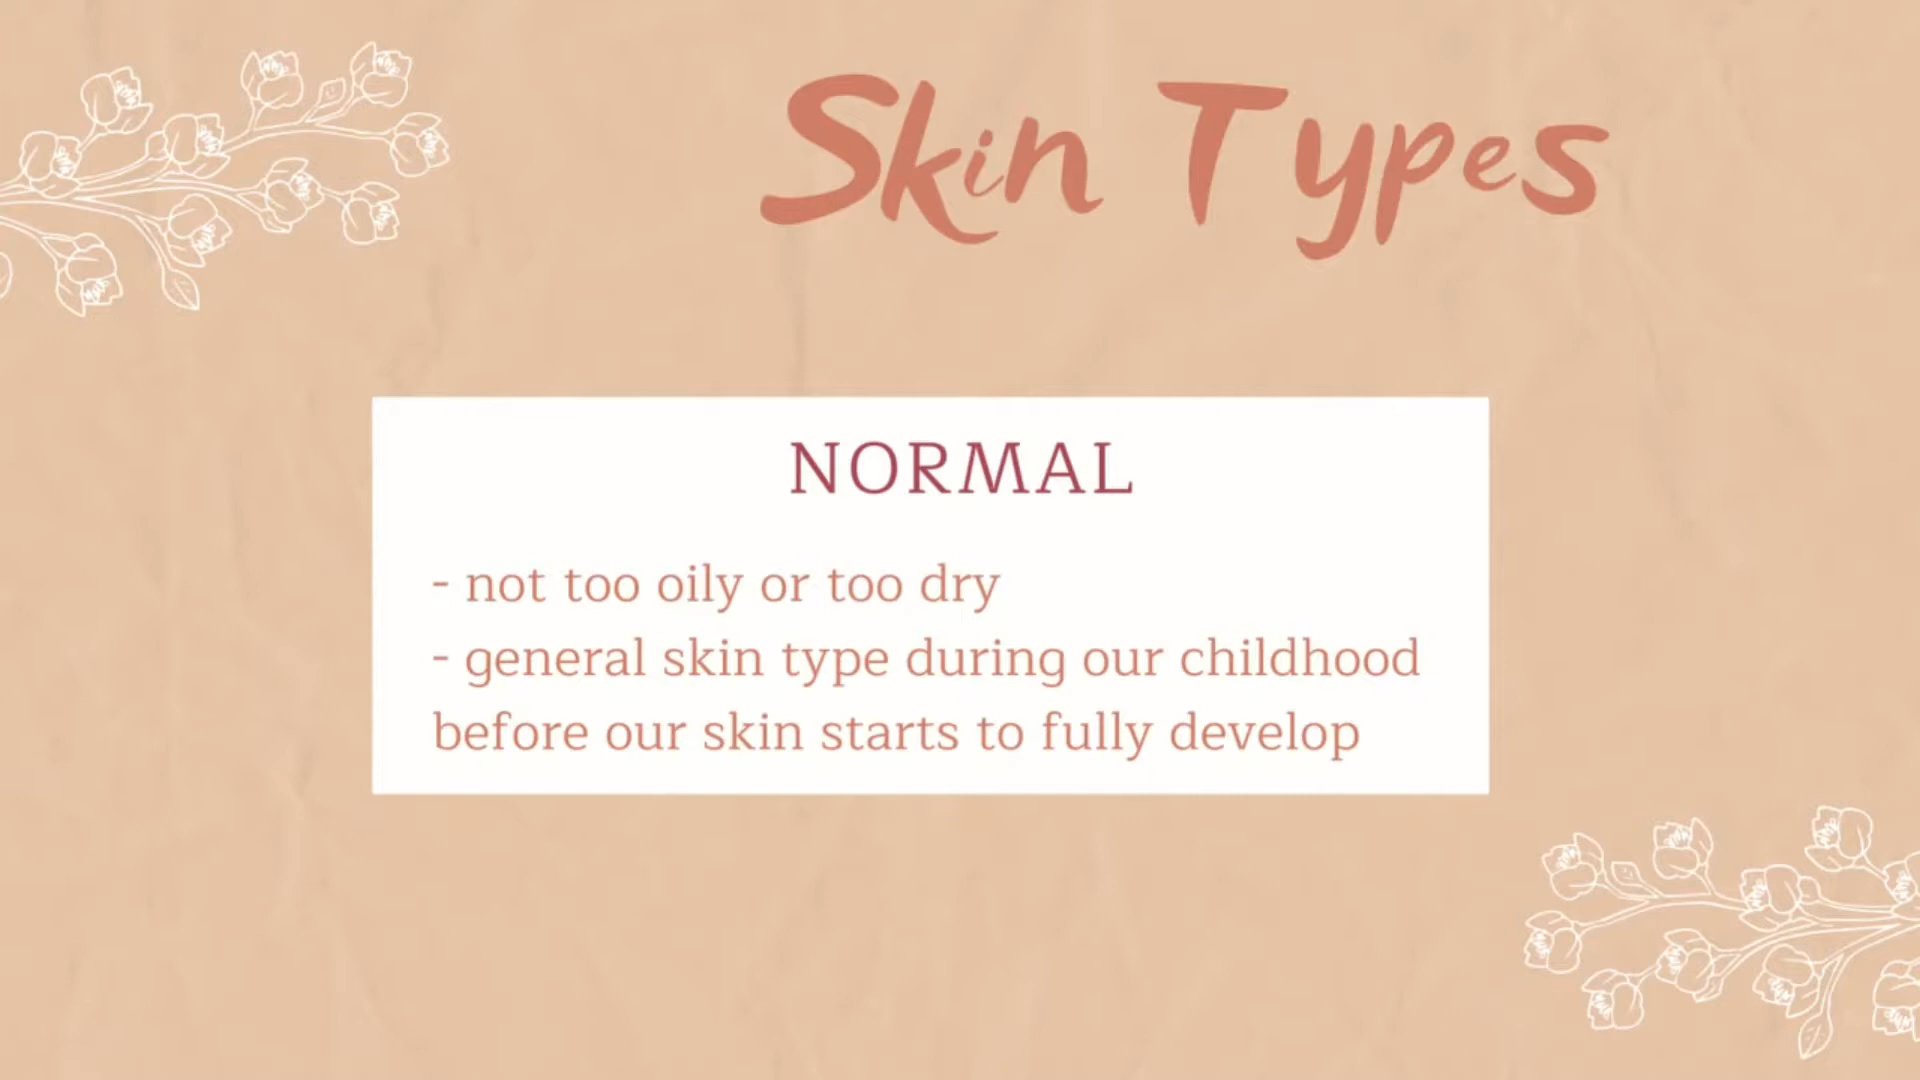 Skin Types
NORMAL
- not too oily or too dry
- general skin type during our childhood
before our skin starts to fully develop